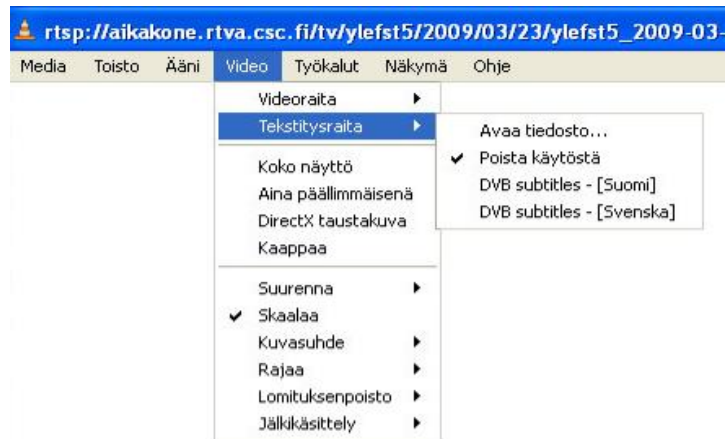 rtsp://aikakone.rtva.csc.fi/tv/ylefst5/2009/03/23/ylefst5_2009-03-
Media Toisto Ääni Video Työkalut Näkymä Ohje
Videoraita
Tekstitysraita
Avaa tiedosto...
Poista käytöstä
DVB subtitles - [Suomi]
DVB subtitles - [Svenska]
Koko näyttö
Aina päällimmäisenä
DirectX taustakuva
Kaappaa
Suurenna
Skaalaa
Kuvasuhde
Rajaa
Lomituksenpoisto
Jälkikäsittely